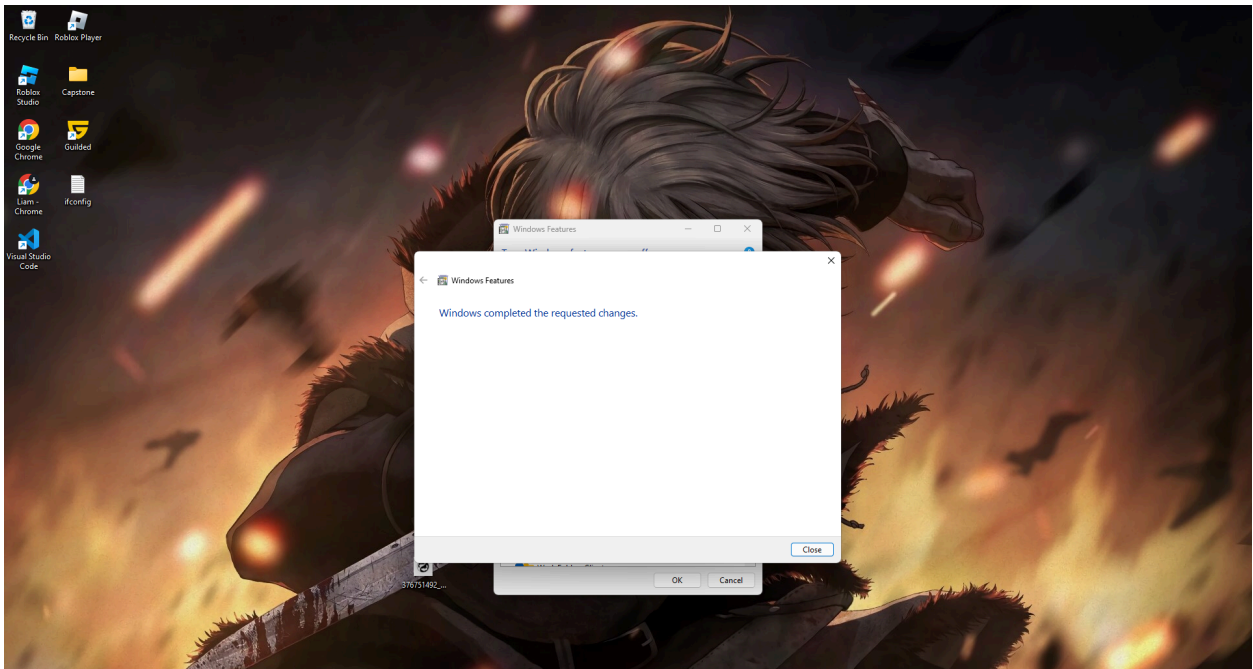 Recycle Bin
Roblox Player
Roblox
Studio
Capstone
Google
Chrome
Guilded
Liam -
Chrome
ifconfig
Visual Studio
Code
Windows Features
Windows Features
Windows completed the requested changes.
Close
376751492_...
OK
Cancel